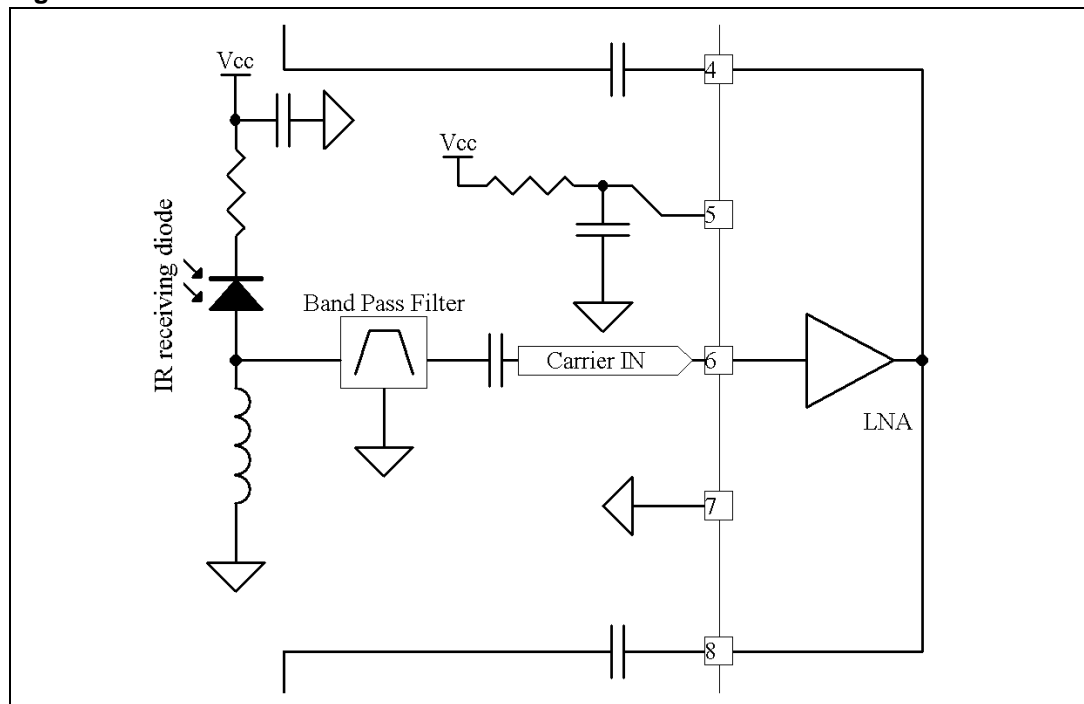 Vcc
4
Vcc
5
IR receiving diode
Band Pass Filter
Carrier IN
6
LNA
7
8